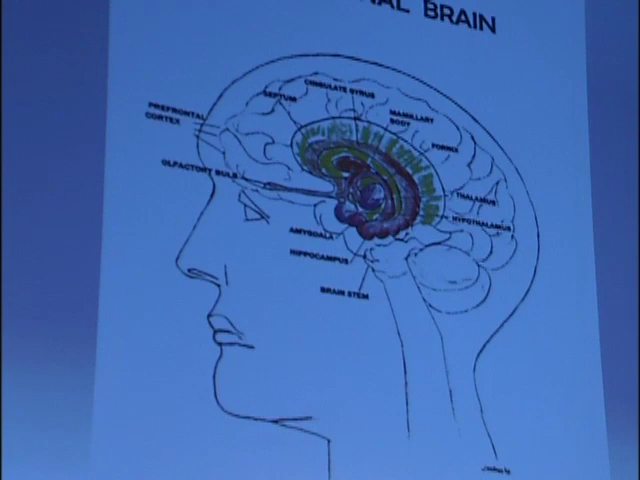 BRAIN
CINGULATE GYRUS
SEPTUM
MAMILLARY
BODY
PREFRONTAL
CORTEX
FORNIX
OLFACTORY BULB
THALAMUS
HYPOTHALAMUS
AMYGDALA
HIPPOCAMPUS
BRAIN STEM